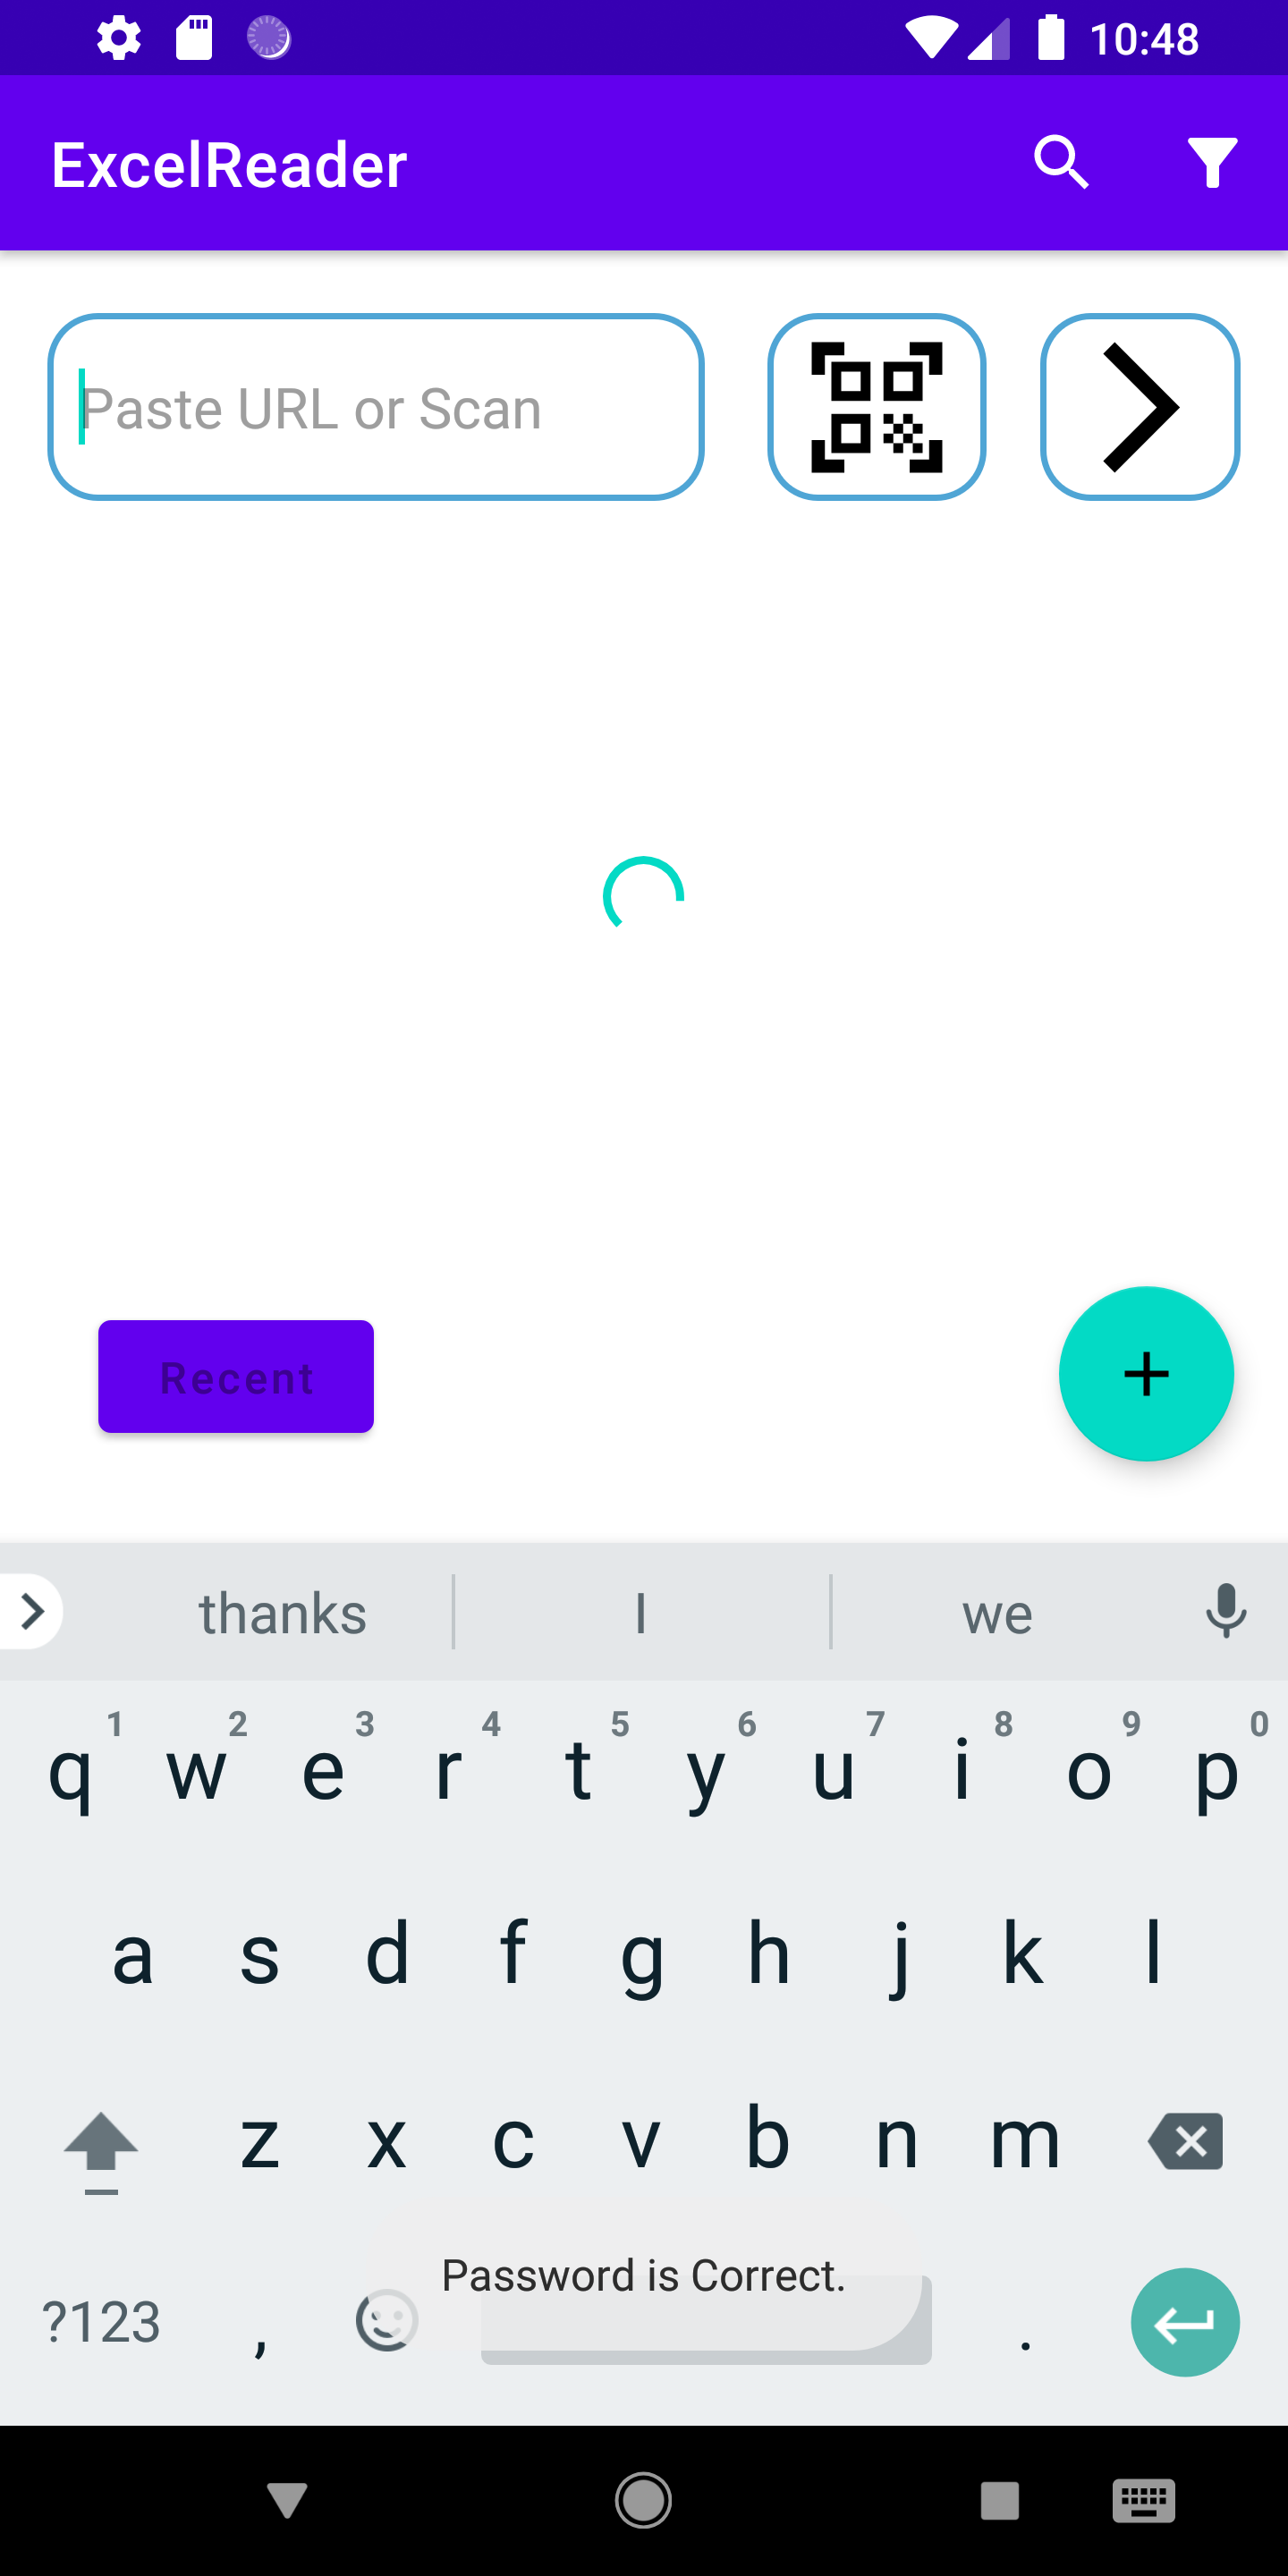 10:48
ExcelReader
Paste URL or Scan
Recent
thanks I we
1 2 3 4 5 6 7 8 9 0
q w e r t y u i o p
a s d f g h j k l
z x c v b n m
Password is Correct.
?123 , .